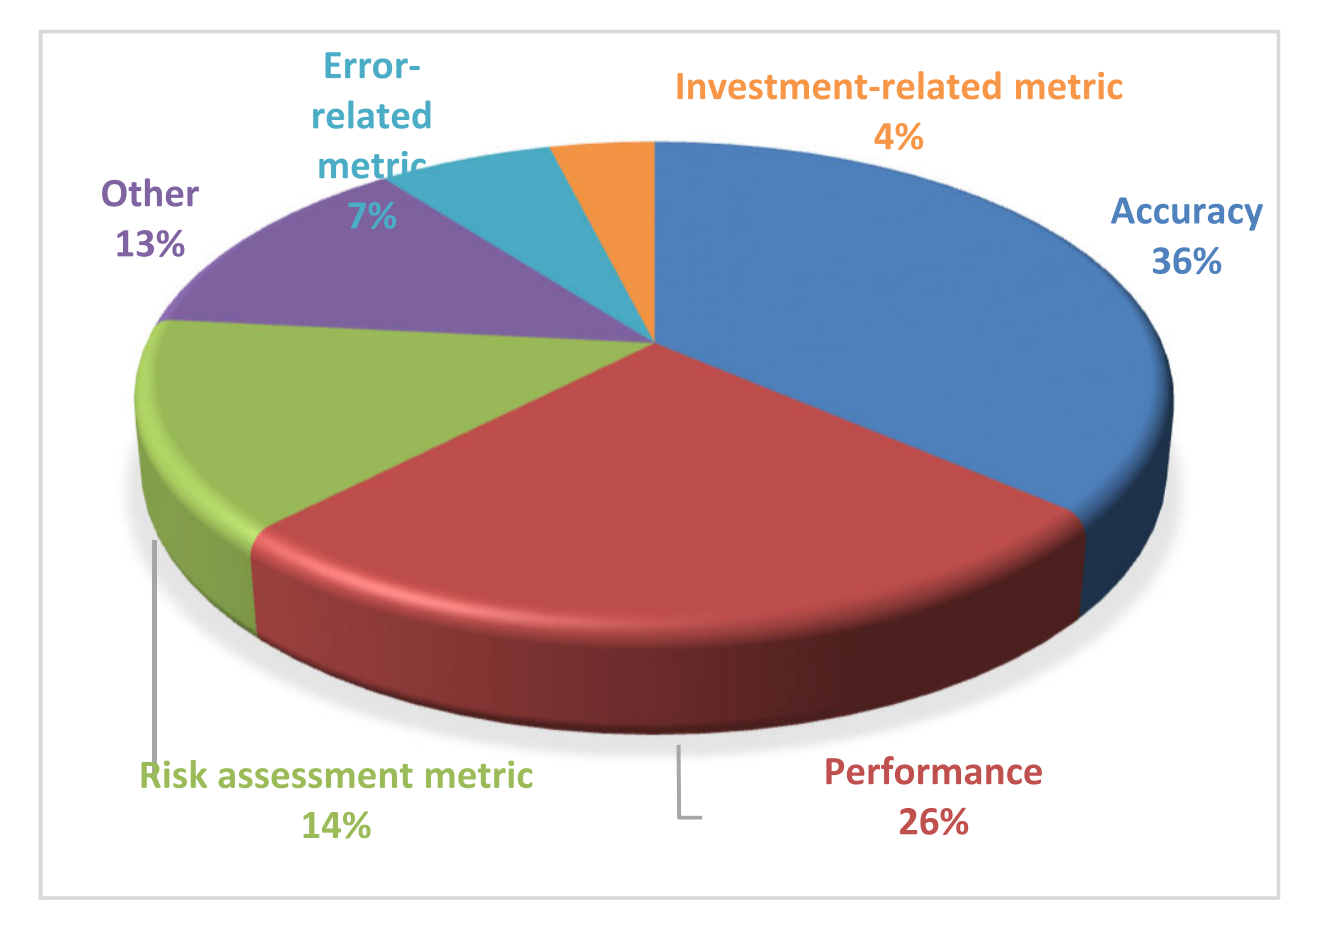 Error-
related
metric
7%
Investment-related metric
4%
Other
13%
Accuracy
36%
Risk assessment metric
14%
Performance
26%